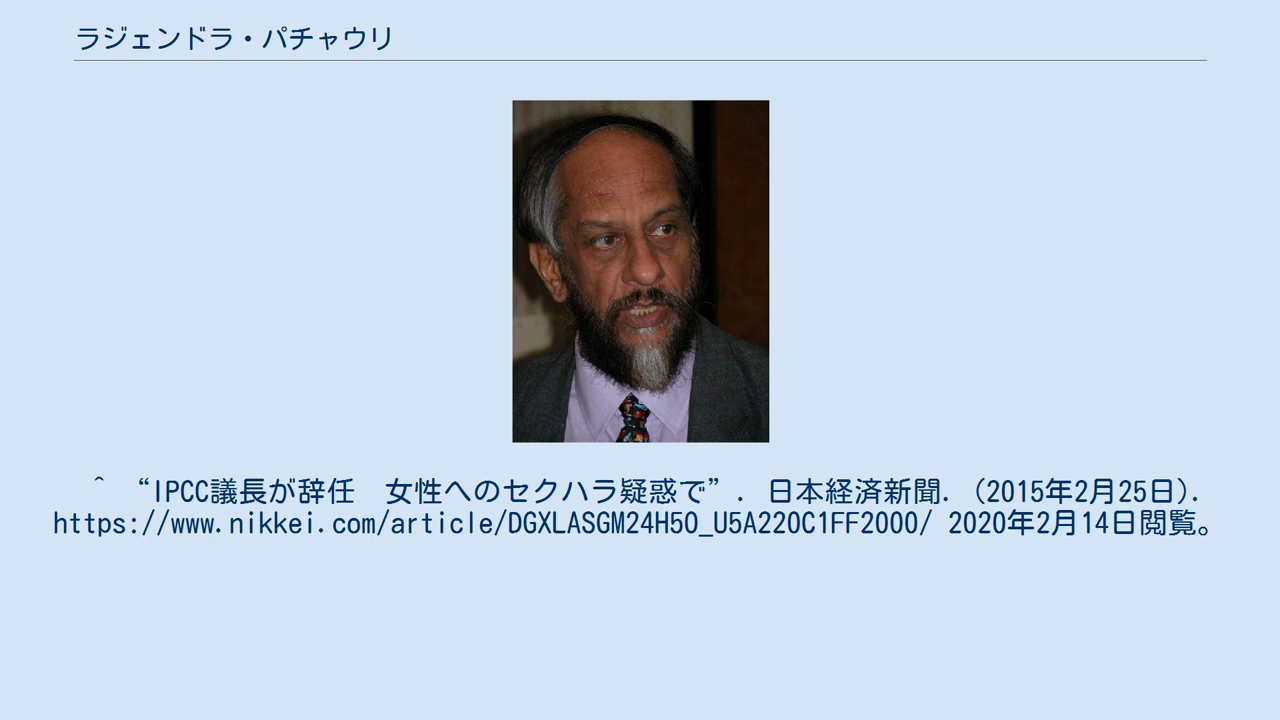 ラジェンドラ・パチャウリ
^ “IPCC議長が辞任　女性へのセクハラ疑惑で”. 日本経済新聞. (2015年2月25日).
https://www.nikkei.com/article/DGXLASGM24H50_U5A220C1FF2000/ 2020年2月14日閲覧。